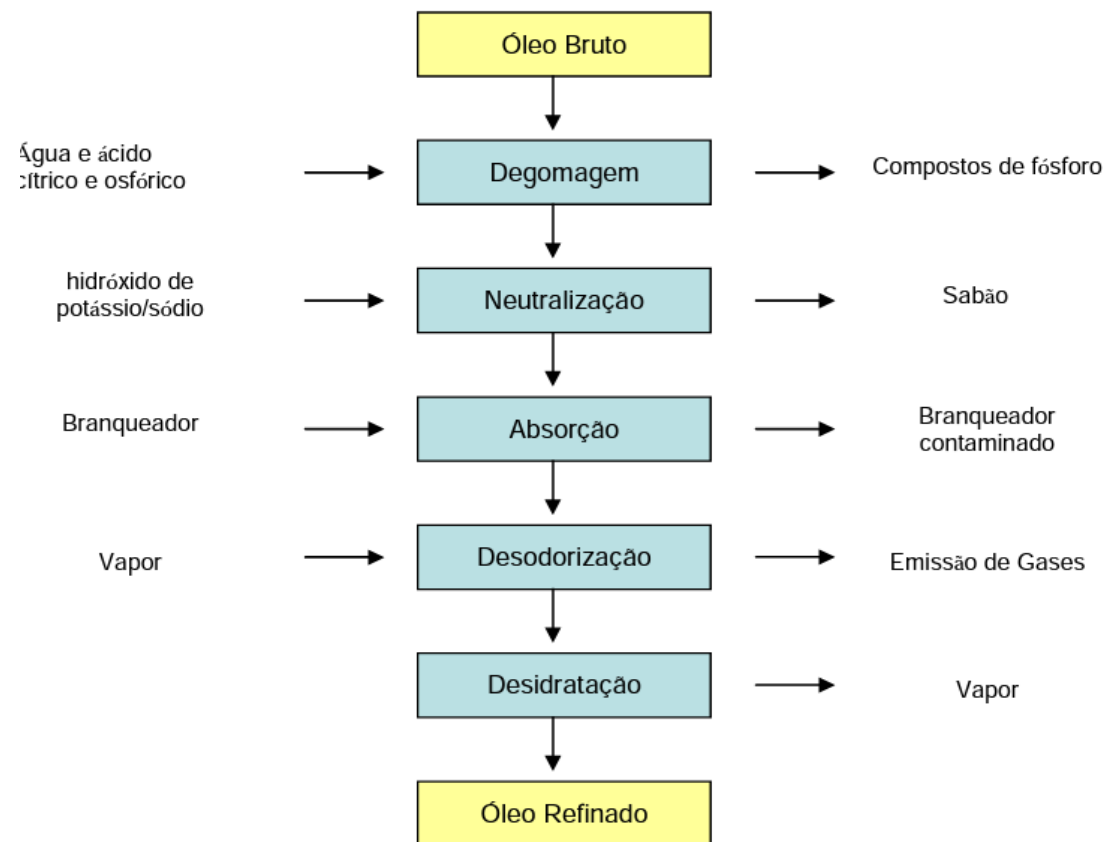 Óleo Bruto
Água e ácido
cítrico e osfórico
Degomagem
Compostos de fósforo
hidróxido de
potássio/sódio
Neutralização
Sabão
Branqueador
Absorção
Branqueador
contaminado
Vapor
Desodorização
Emissão de Gases
Desidratação
Vapor
Óleo Refinado